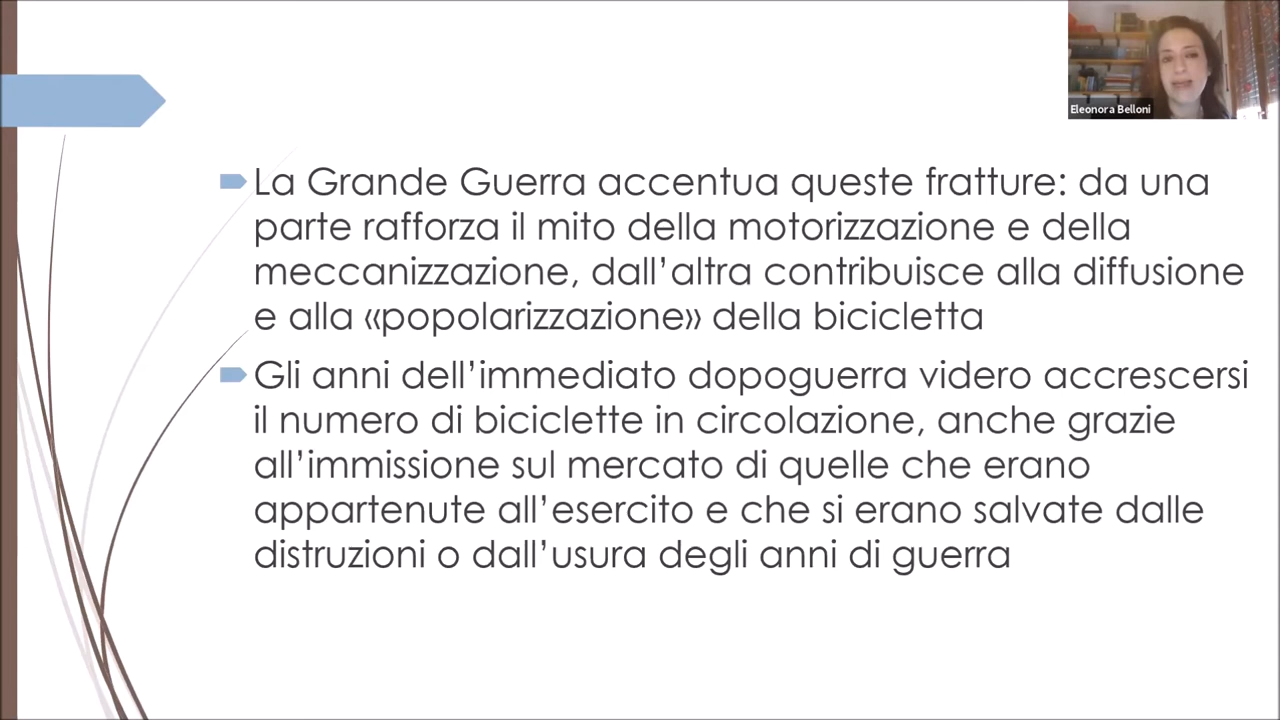 Eleonora Belloni
La Grande Guerra accentua queste fratture: da una
parte rafforza il mito della motorizzazione e della
meccanizzazione, dall’altra contribuisce alla diffusione
e alla «popolarizzazione» della bicicletta
Gli anni dell’immediato dopoguerra videro accrescersi
il numero di biciclette in circolazione, anche grazie
all’immissione sul mercato di quelle che erano
appartenute all’esercito e che si erano salvate dalle
distruzioni o dall’usura degli anni di guerra